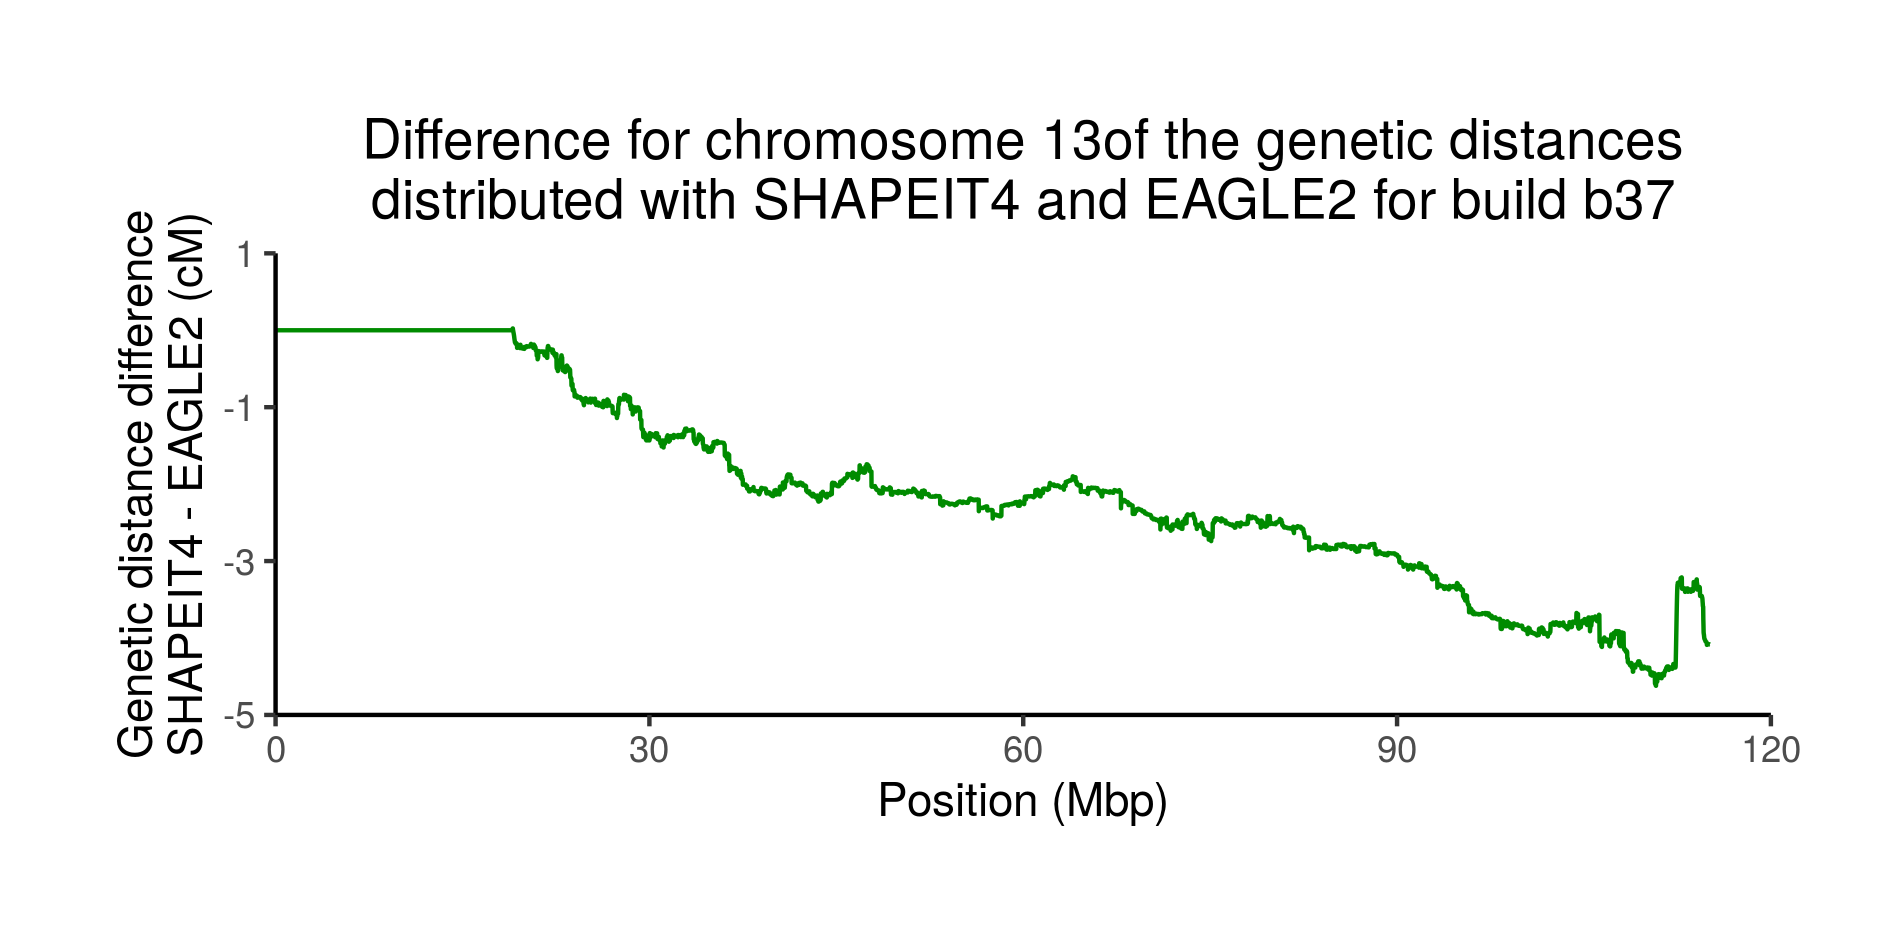 Difference for chromosome 13of the genetic distances
distributed with SHAPEIT4 and EAGLE2 for build b37
Genetic distance difference
SHAPEIT4 - EAGLE2 (cM)
1
-1
-3
-5
0
30
60
90
120
Position (Mbp)